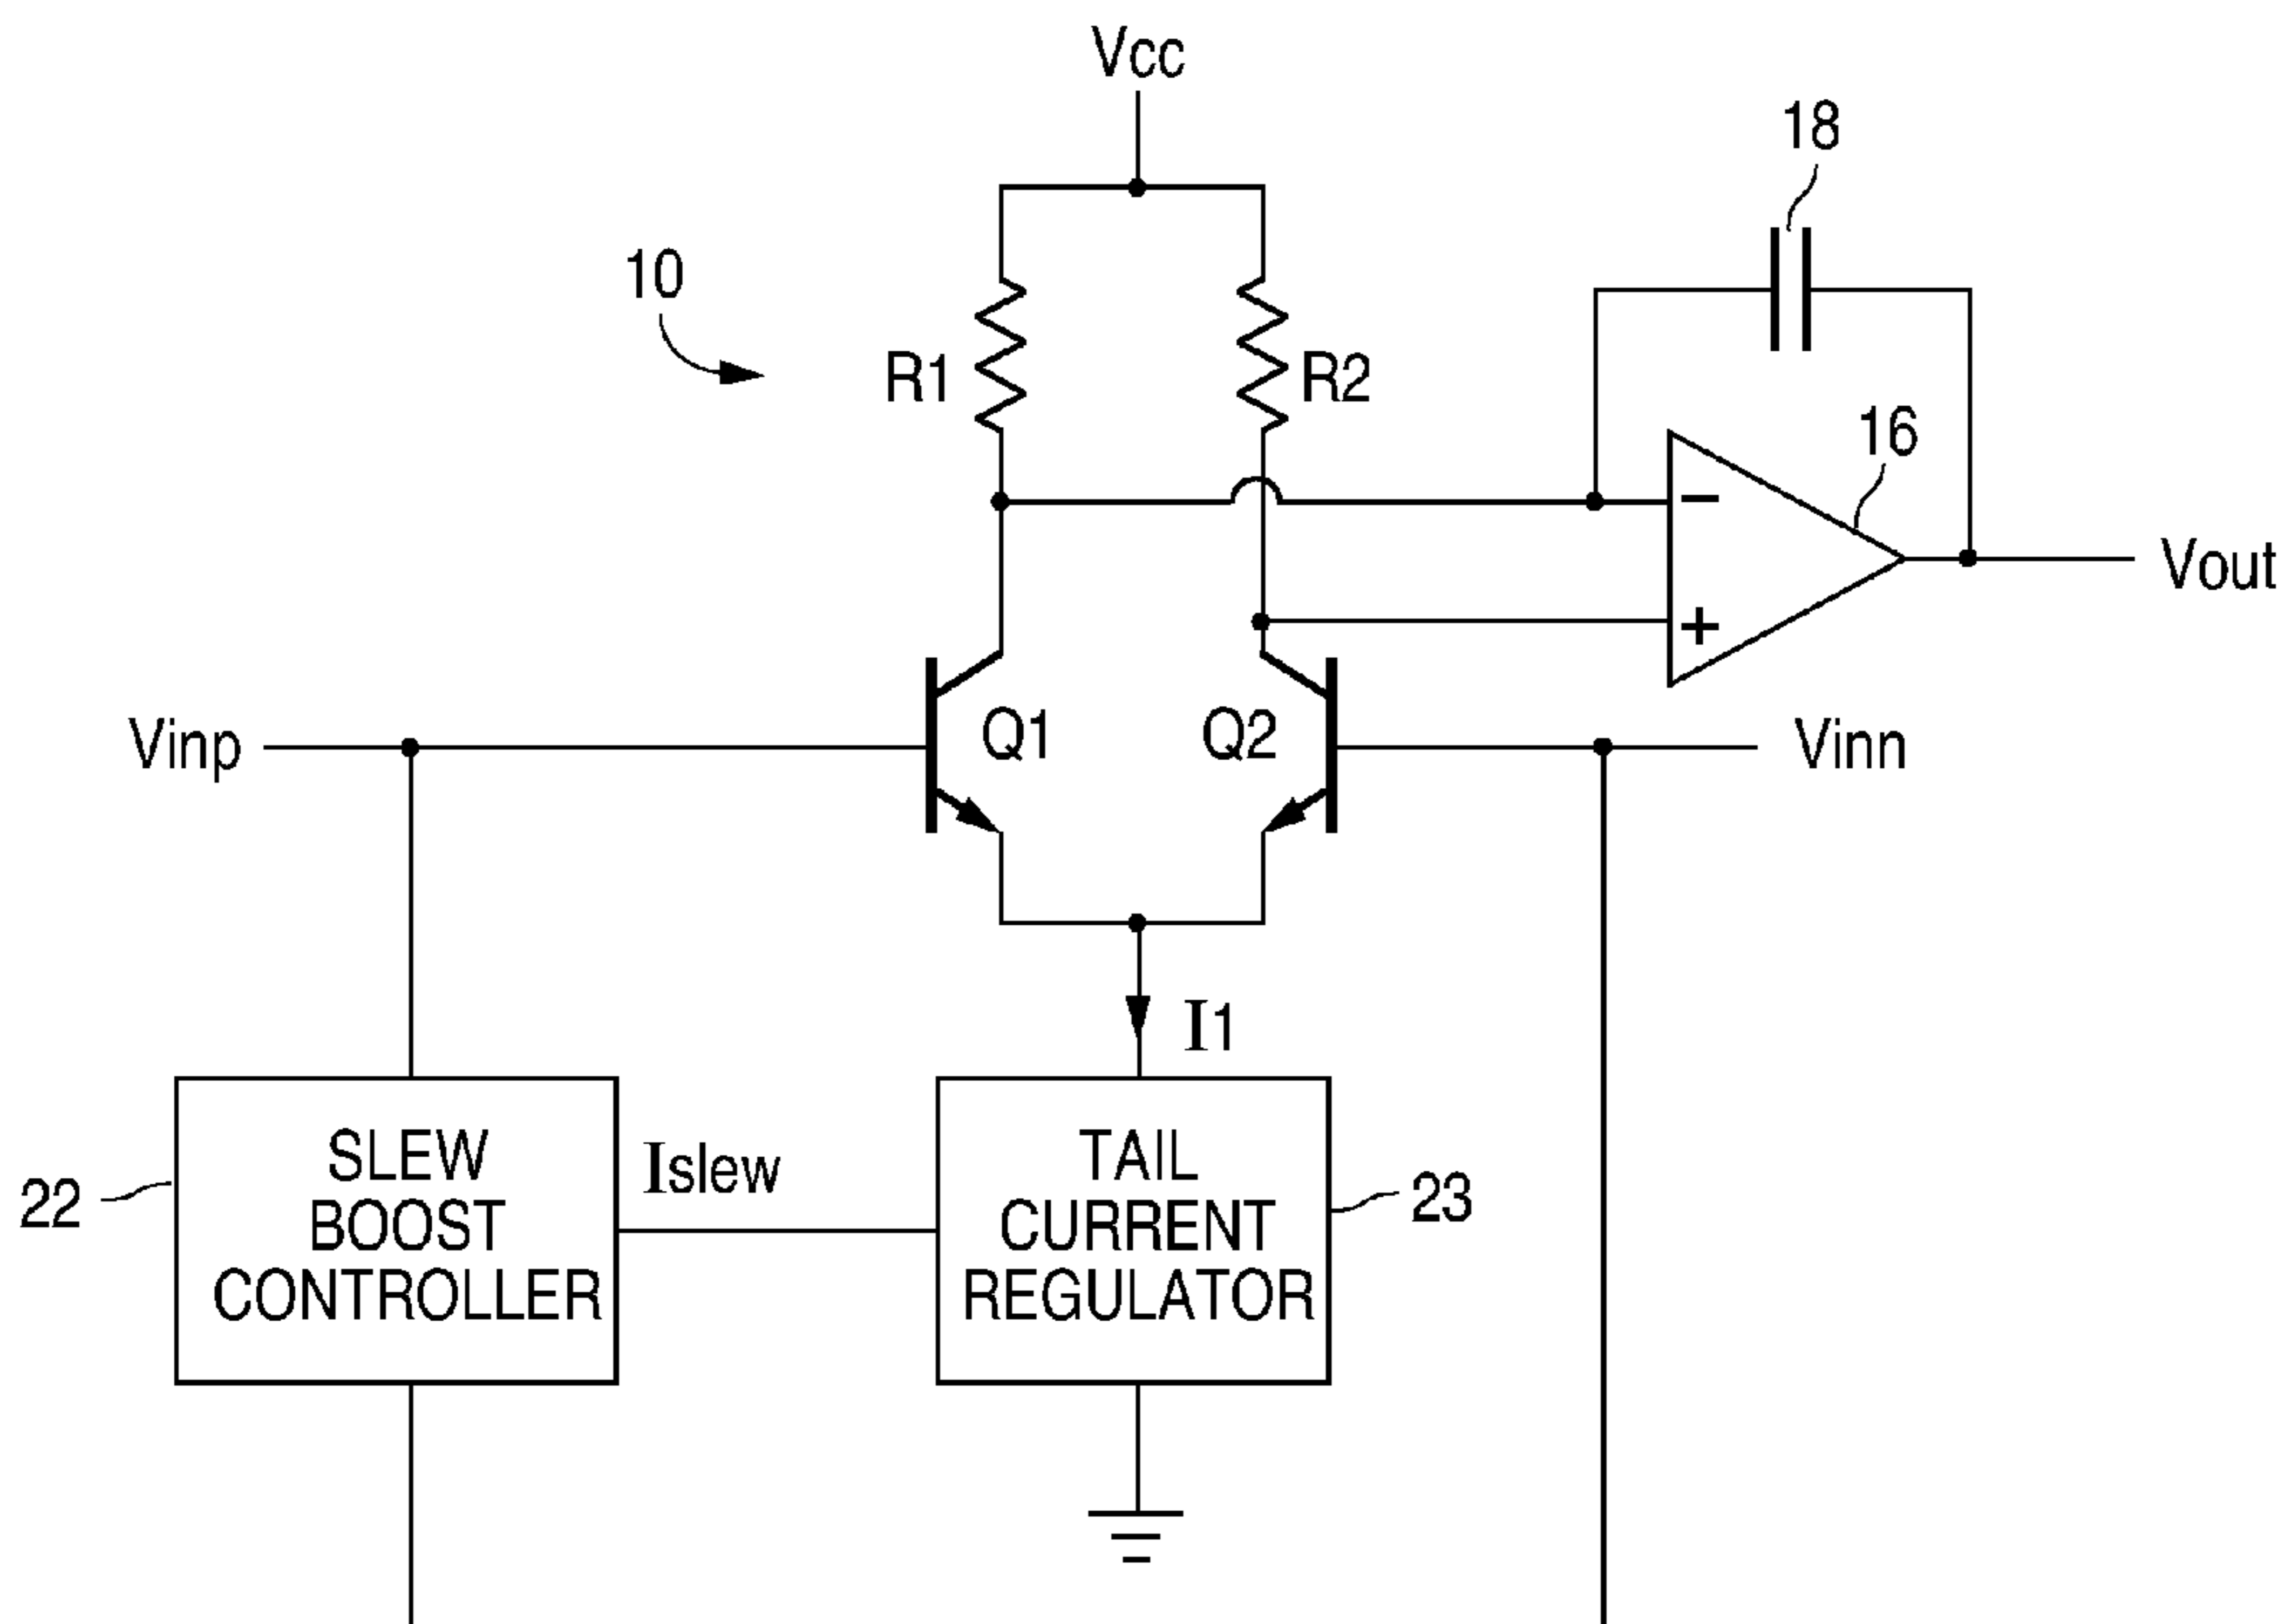 Vcc
18
10
R1
R2
16
−
Vout
+
Vinp
Q1
Q2
Vinn
I1
SLEW
BOOST
CONTROLLER
22
Islew
TAIL
CURRENT
REGULATOR
23